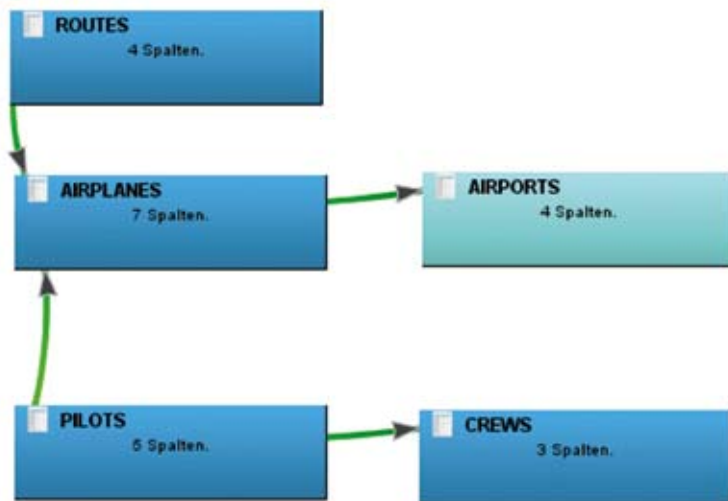 ROUTES
4 Spalten.
AIRPLANES
7 Spalten.
AIRPORTS
4 Spalten.
PILOTS
5 Spalten.
CREWS
3 Spalten.